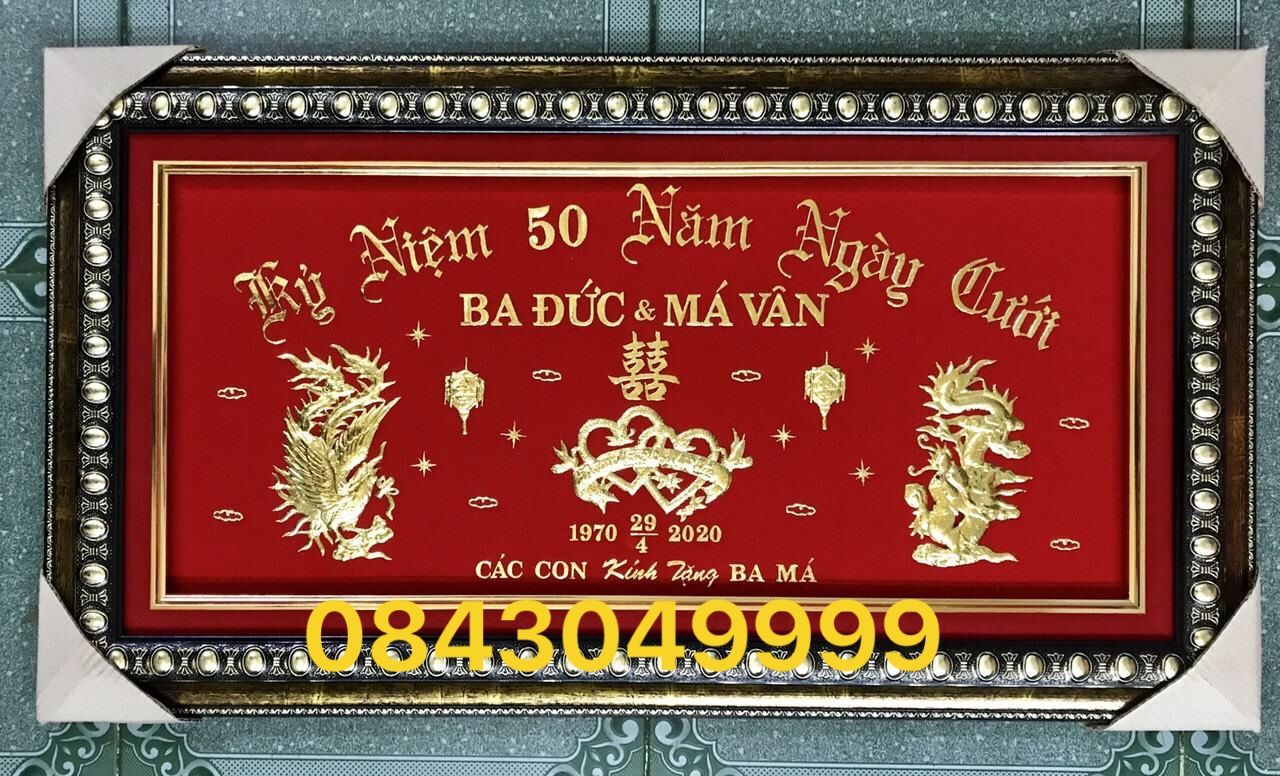 Kỷ Niệm 50 Năm Ngày Cưới
BA ĐỨC & MÁ VÂN
囍
1970 29/4 2020
CÁC CON Kính Tặng BA MÁ
0843049999